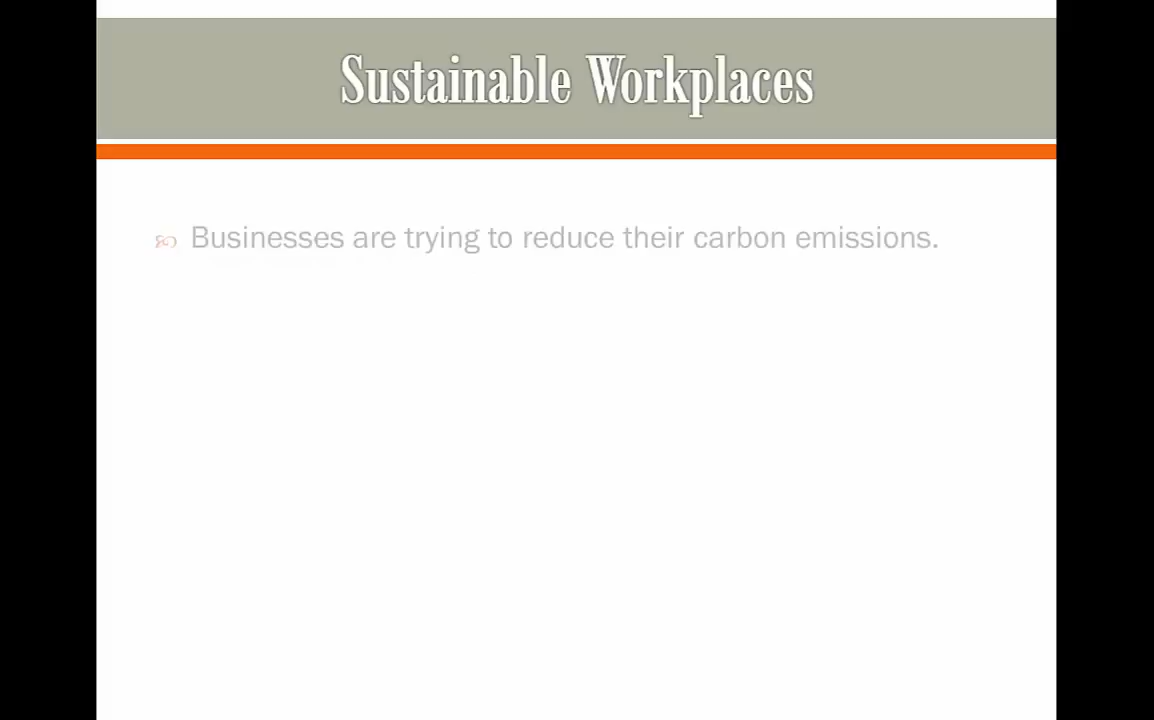 Sustainable Workplaces
Businesses are trying to reduce their carbon emissions.